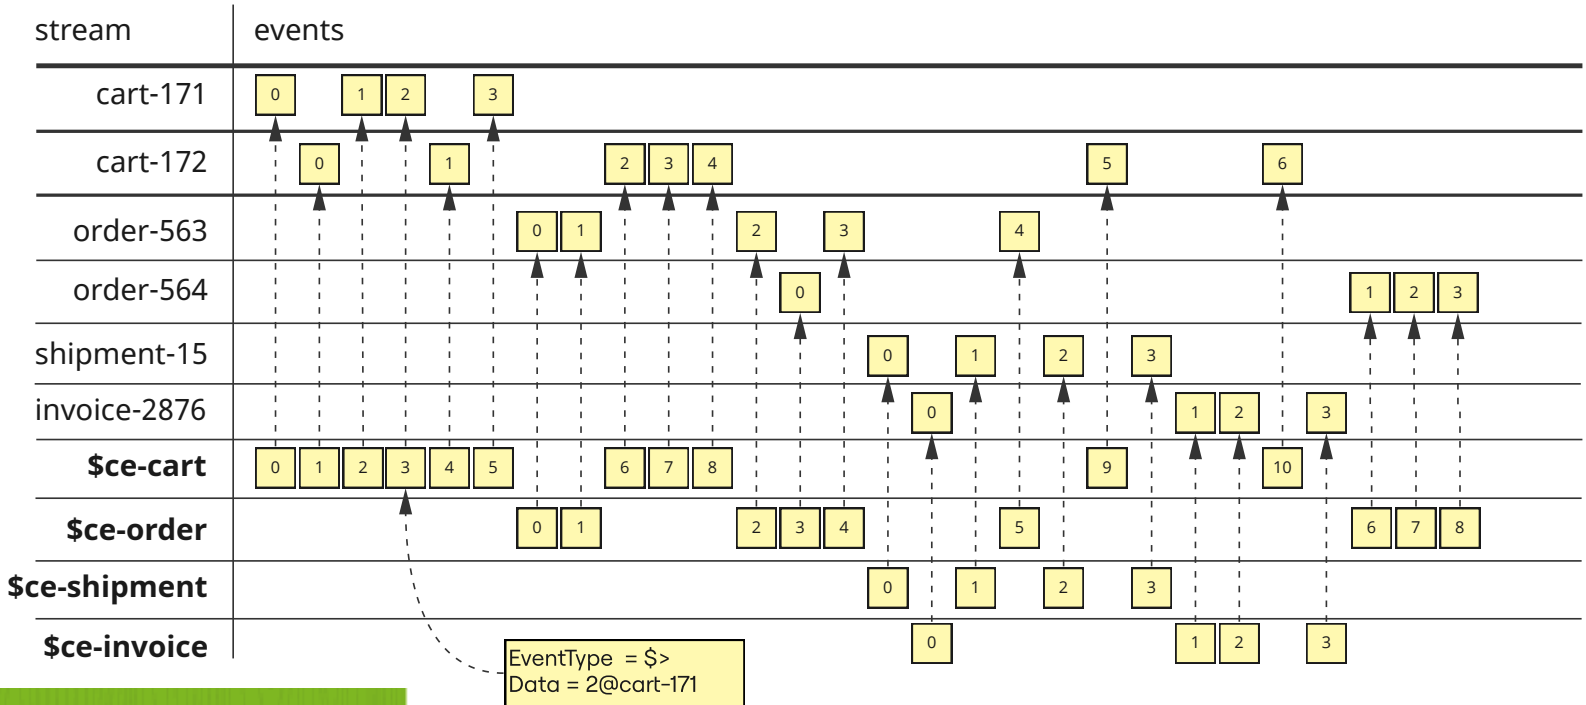 stream events
cart-171 0 1 2 3
cart-172 0 1 2 3 4 5 6
order-563 0 1 2 3 4
order-564 0 1 2 3
shipment-15 0 1 2 3
invoice-2876 0 1 2 3
$ce-cart 0 1 2 3 4 5 6 7 8 9 10
$ce-order 0 1 2 3 4 5 6 7 8
$ce-shipment 0 1 2 3
$ce-invoice 0 1 2 3
EventType = $>
Data = 2@cart-171